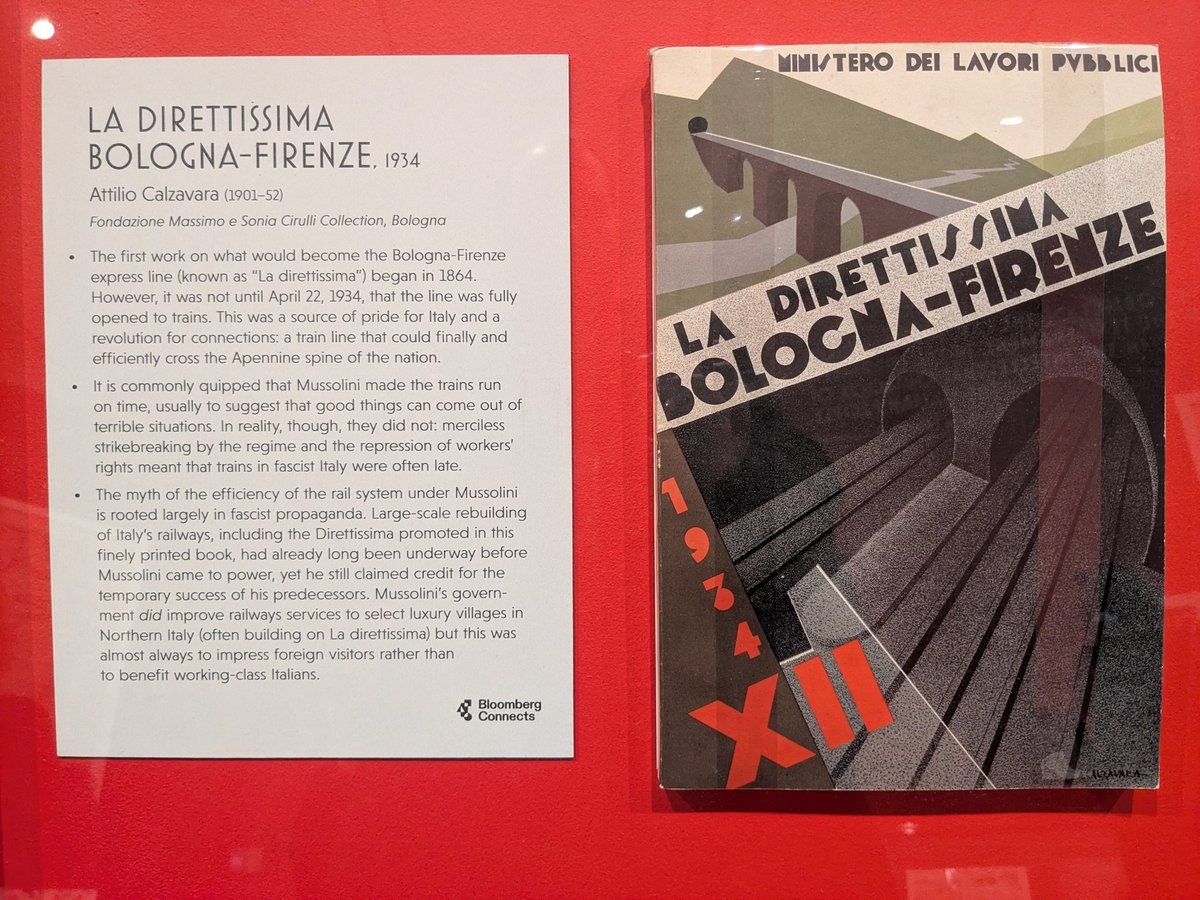 LA DIRETTISSIMA
BOLOGNA-FIRENZE, 1934
Attilio Calzavara (1901–52)
Fondazione Massimo e Sonia Cirulli Collection, Bologna
• The first work on what would become the Bologna-Firenze
express line (known as “La direttissima”) began in 1864.
However, it was not until April 22, 1934, that the line was fully
opened to trains. This was a source of pride for Italy and a
revolution for connections: a train line that could finally and
efficiently cross the Apennine spine of the nation.
• It is commonly quipped that Mussolini made the trains run
on time, usually to suggest that good things can come out of
terrible situations. In reality, though, they did not: merciless
strikebreaking by the regime and the repression of workers’
rights meant that trains in fascist Italy were often late.
• The myth of the efficiency of the rail system under Mussolini
is rooted largely in fascist propaganda. Large-scale rebuilding
of Italy’s railways, including the Direttissima promoted in this
finely printed book, had already long been underway before
Mussolini came to power, yet he still claimed credit for the
temporary success of his predecessors. Mussolini’s govern-
ment did improve railways services to select luxury villages in
Northern Italy (often building on La direttissima) but this was
almost always to impress foreign visitors rather than
to benefit working-class Italians.
Bloomberg
Connects
MINISTERO DEI LAVORI PVBBLICI
LA DIRETTISSIMA
BOLOGNA-FIRENZE
1934
XII